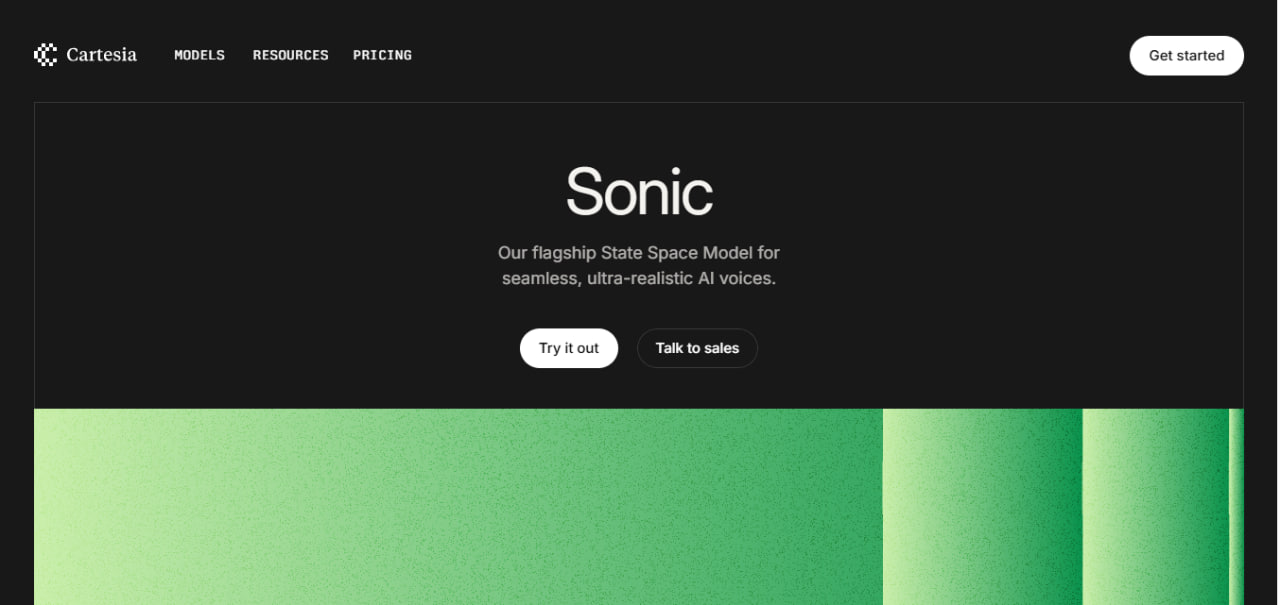 Cartesia MODELS RESOURCES PRICING Get started
Sonic
Our flagship State Space Model for
seamless, ultra-realistic AI voices.
Try it out Talk to sales